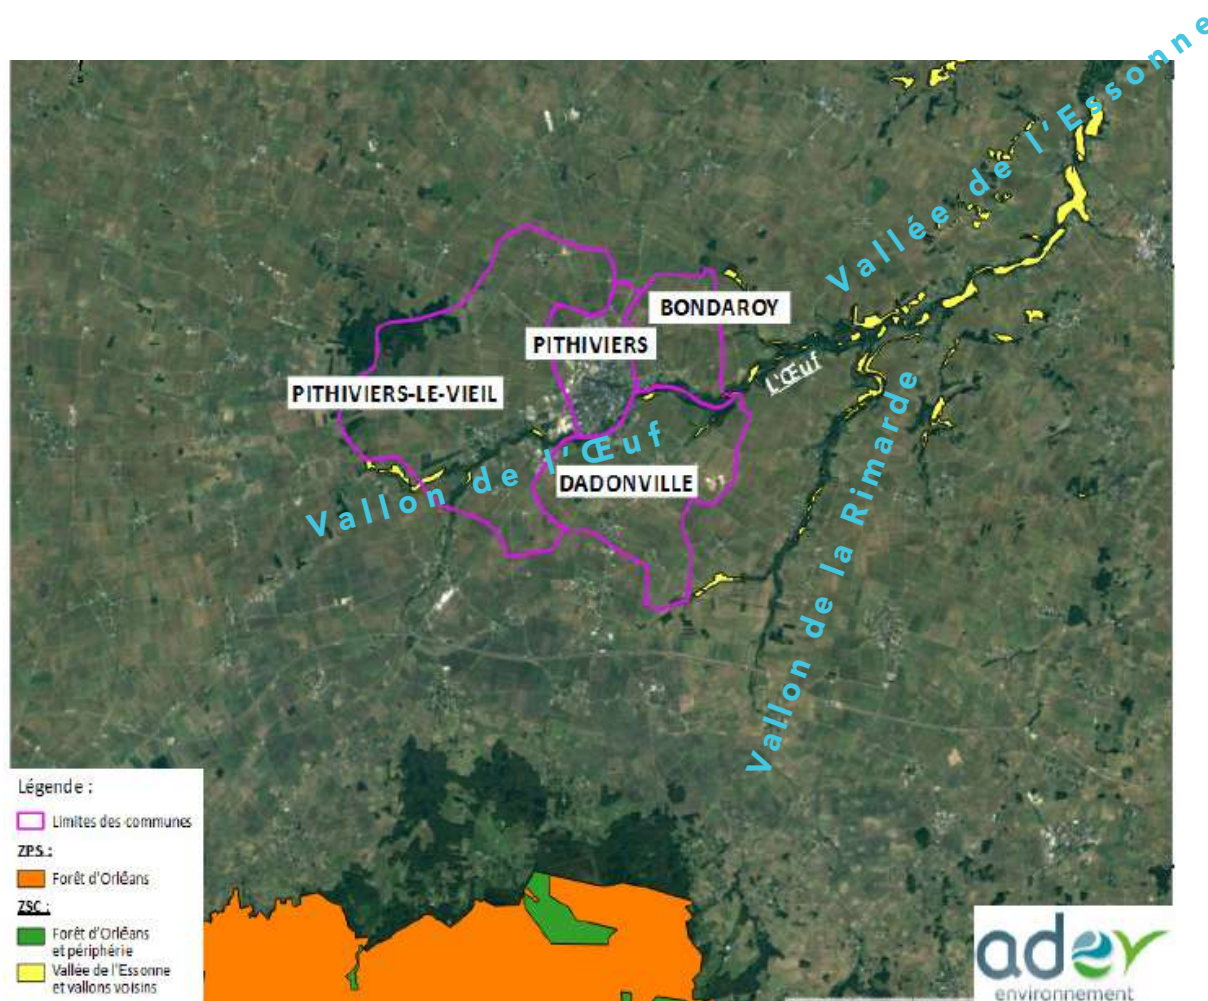 Vallée de l'Essonne
BONDAROY
PITHIVIERS
L'Œuf
PITHIVIERS-LE-VIEIL
Vallon de l'Œuf
DADONVILLE
Vallon de la Rimarde
Légende :
Limites des communes
ZPS :
Forêt d'Orléans
ZSC :
Forêt d'Orléans
et périphérie
Vallée de l'Essonne
et vallons voisins
adev
environnement